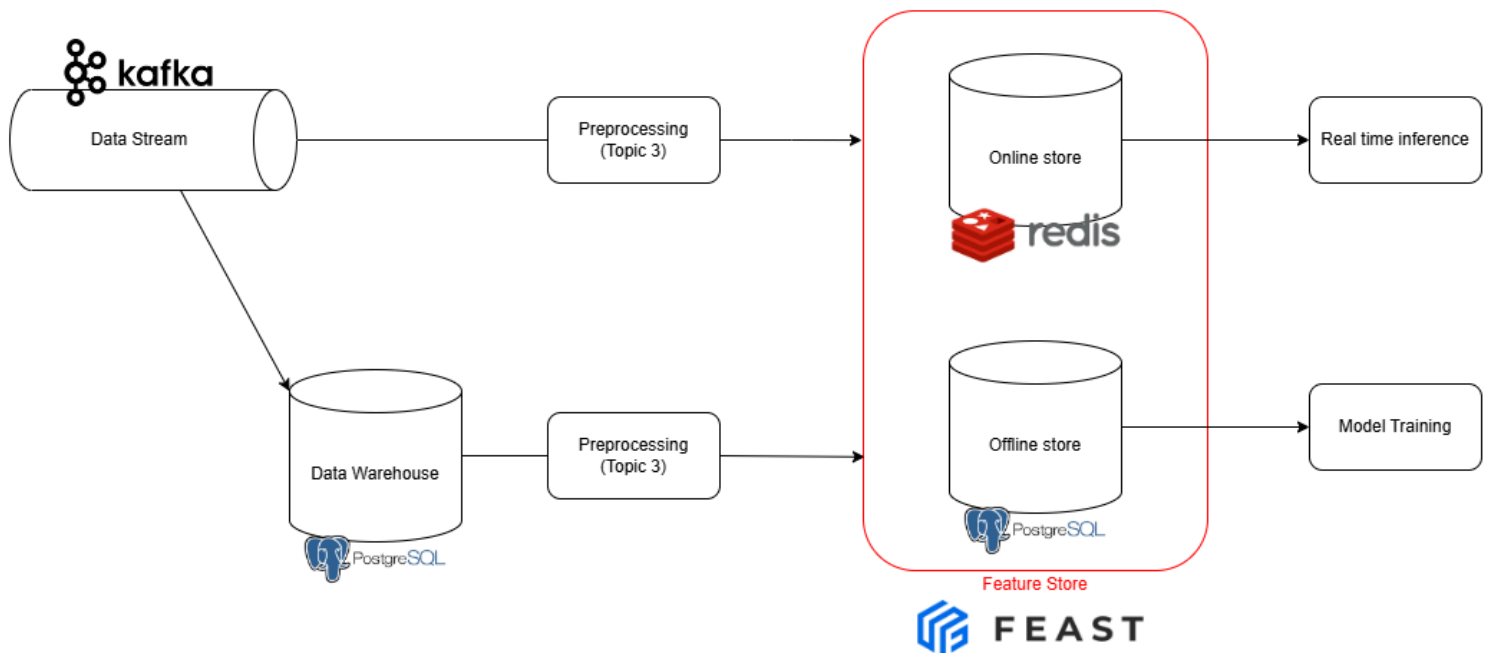 kafka
Data Stream
Preprocessing
(Topic 3)
Online store
redis
Real time inference
Data Warehouse
PostgreSQL
Preprocessing
(Topic 3)
Offline store
PostgreSQL
Model Training
Feature Store
FEAST